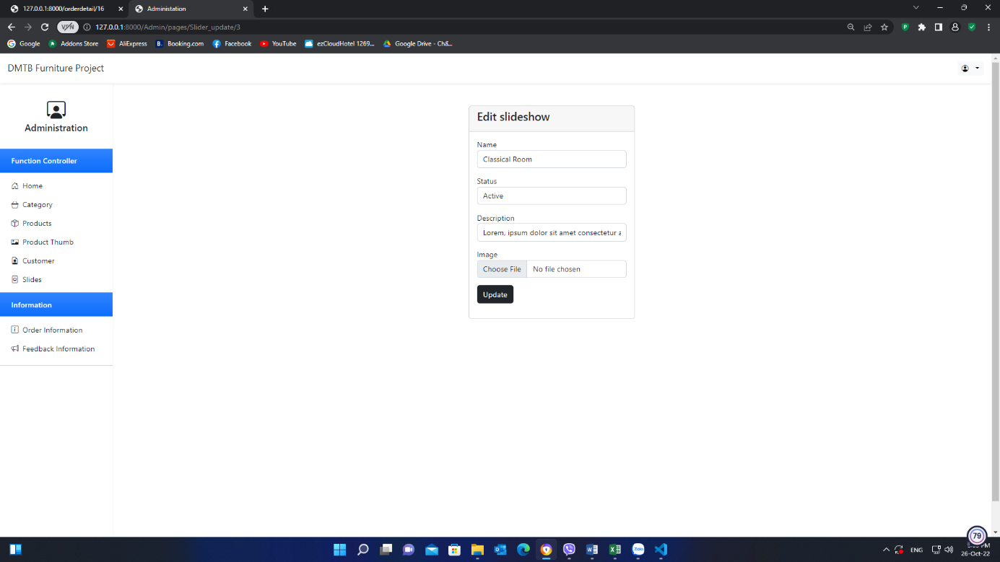 127.0.0.1:8000/orderdetail/16
Administation
VPN
127.0.0.1:8000/Admin/pages/Slider_update/3
Google
Addons Store
AliExpress
Booking.com
Facebook
YouTube
ezCloudHotel 1269...
Google Drive - Chấ...
DMTB Furniture Project
Administration
Function Controller
Home
Category
Products
Product Thumb
Customer
Slides
Information
Order Information
Feedback Information
Edit slideshow
Name
Classical Room
Status
Active
Description
Lorem, ipsum dolor sit amet consectetur a
Image
Choose File No file chosen
Update
79
Zalo
ENG
PM
26-Oct-22